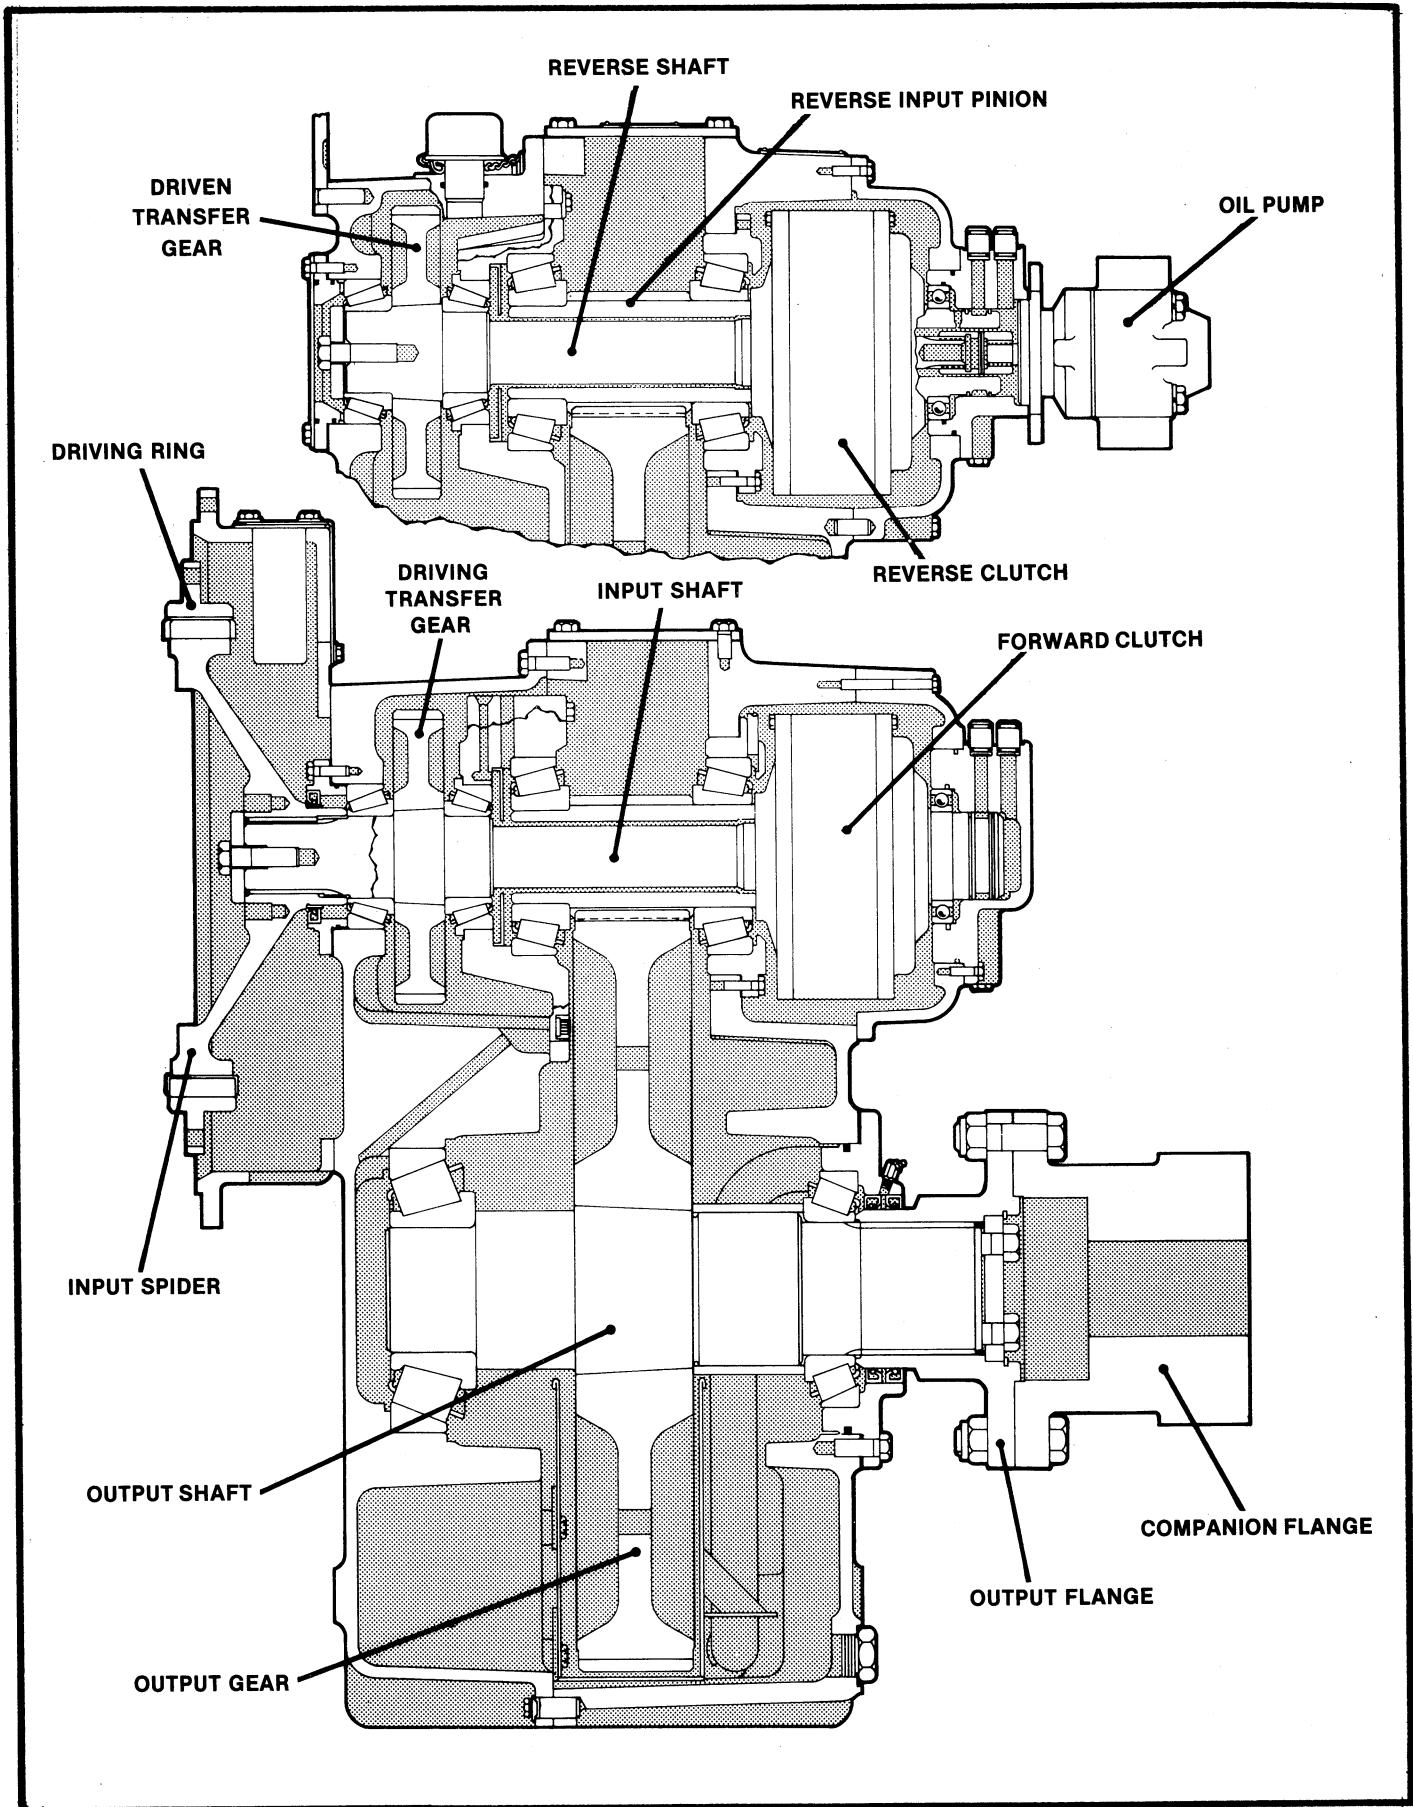 REVERSE SHAFT
REVERSE INPUT PINION
DRIVEN
TRANSFER
GEAR
OIL PUMP
DRIVING RING
REVERSE CLUTCH
DRIVING
TRANSFER
GEAR
INPUT SHAFT
FORWARD CLUTCH
INPUT SPIDER
OUTPUT SHAFT
COMPANION FLANGE
OUTPUT FLANGE
OUTPUT GEAR